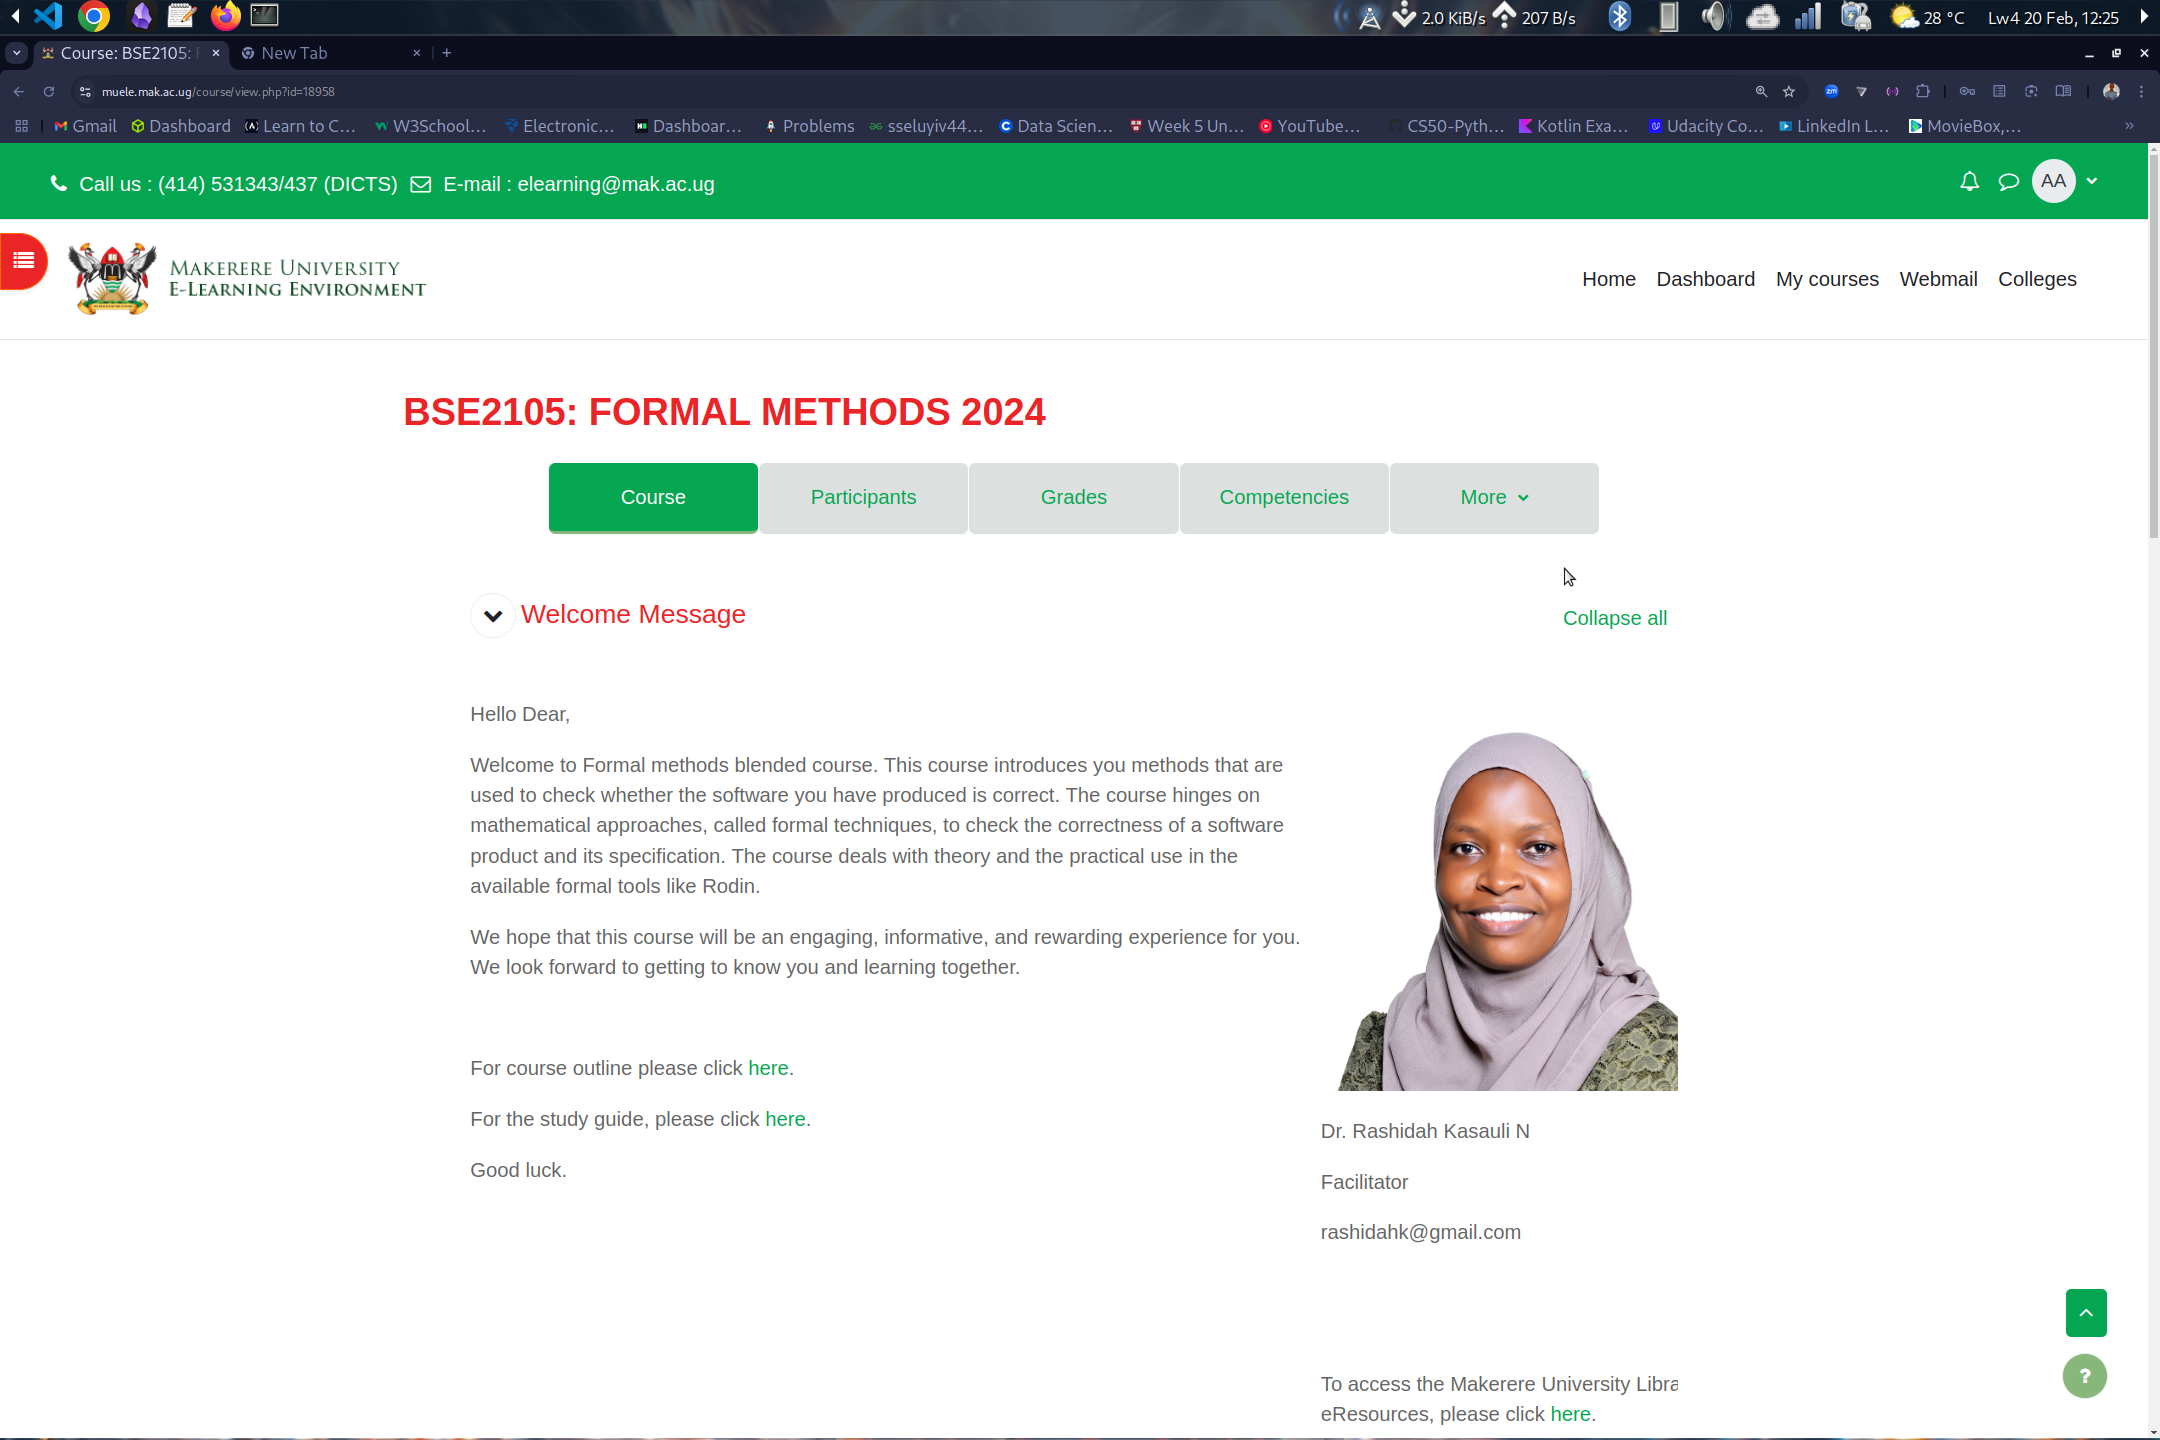 2.0 KiB/s 207 B/s 28 °C Lw4 20 Feb, 12:25
Course: BSE2105: F New Tab
muele.mak.ac.ug/course/view.php?id=18958
Gmail Dashboard Learn to C... W3School... Electronic... Dashboar... Problems sseluyiv44... Data Scien... Week 5 Un... YouTube... CS50-Pyth... Kotlin Exa... Udacity Co... LinkedIn L... MovieBox,... »
Call us : (414) 531343/437 (DICTS) E-mail : elearning@mak.ac.ug
AA
MAKERERE UNIVERSITY
E-LEARNING ENVIRONMENT
Home Dashboard My courses Webmail Colleges
BSE2105: FORMAL METHODS 2024
Course Participants Grades Competencies More
Welcome Message
Collapse all
Hello Dear,
Welcome to Formal methods blended course. This course introduces you methods that are
used to check whether the software you have produced is correct. The course hinges on
mathematical approaches, called formal techniques, to check the correctness of a software
product and its specification. The course deals with theory and the practical use in the
available formal tools like Rodin.
We hope that this course will be an engaging, informative, and rewarding experience for you.
We look forward to getting to know you and learning together.
For course outline please click here.
For the study guide, please click here.
Good luck.
Dr. Rashidah Kasauli N
Facilitator
rashidahk@gmail.com
To access the Makerere University Libra
eResources, please click here.
?